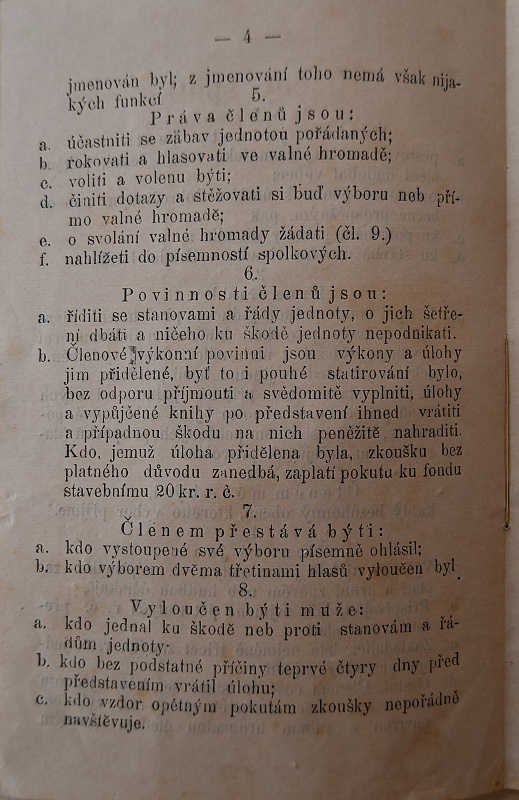 — 4 —
jmenován byl; z jmenování toho nemá však nija-
kých funkcí
5.
Práva členů jsou:
a. účastniti se zábav jednotou pořádaných;
b. rokovati a hlasovati ve valné hromadě;
c. voliti a volenu býti;
d. činiti dotazy a stěžovati si buď výboru neb pří-
mo valné hromadě;
e. o svolání valné hromady žádati (čl. 9.)
f. nahlížeti do písemností spolkových.
6.
Povinnosti členů jsou:
a. říditi se stanovami a řády jednoty, o jich šetře-
ní dbáti a ničeho ku škodě jednoty nepodnikati.
b. Členové výkonní povinni jsou výkony a úlohy
jim přidělené, byť to i pouhé statirování bylo,
bez odporu příjmouti a svědomitě vyplniti, úlohy
a vypůjčené knihy po představení ihned vrátiti
a případnou škodu na nich peněžitě nahraditi.
Kdo, jemuž úloha přidělena byla, zkoušku bez
platného důvodu zanedbá, zaplatí pokutu ku fondu
stavebnímu 20 kr. r. č.
7.
Členem přestává býti:
a. kdo vystoupené své výboru písemně ohlásil;
b. kdo výborem dvěma třetinami hlasů vyloučen byl.
8.
Vyloučen býti muže:
a. kdo jednal ku škodě neb proti stanovám a řá-
dům jednoty·
b. kdo bez podstatné příčiny teprvé čtyry dny před
představením vrátil úlohu;
c. kdo vzdor opětným pokutám zkoušky nepořádně
navštěvuje.